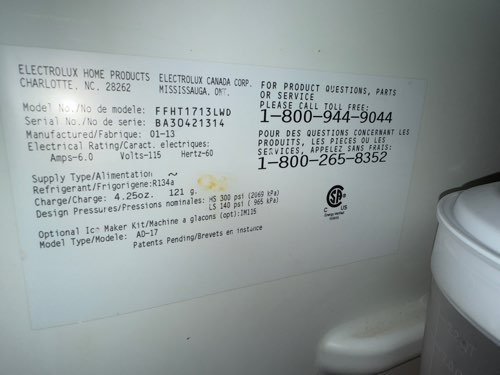 ELECTROLUX HOME PRODUCTS
CHARLOTTE, NC. 28262
ELECTROLUX CANADA CORP.
MISSISSAUGA, ONT.
Model No./No de modele: FFHT1713LWD
Serial No./No de serie: BA30421314
Manufactured/Fabrique: 01-13
Electrical Rating/Caract. electriques:
Amps-6.0 Volts-115 Hertz-60
Supply Type/Alimentation ~
Refrigerant/Frigorigene:R134a
Charge/Charge: 4.25oz. 121 g.
Design Pressures/Pressions nominales: HS 300 psi (2069 kPa)
LS 140 psi ( 965 kPa)
Optional Ice Maker Kit/Machine a glacons (opt):IM115
Model Type/Modele: AD-17
Patents Pending/Brevets en instance
FOR PRODUCT QUESTIONS, PARTS
OR SERVICE
PLEASE CALL TOLL FREE:
1-800-944-9044
POUR DES QUESTIONS CONCERNANT LES
PRODUITS, LES PIECES OU LES
SERVICES, APPELEZ SANS FRAIS:
1-800-265-8352
SA
C US
Energy Verified